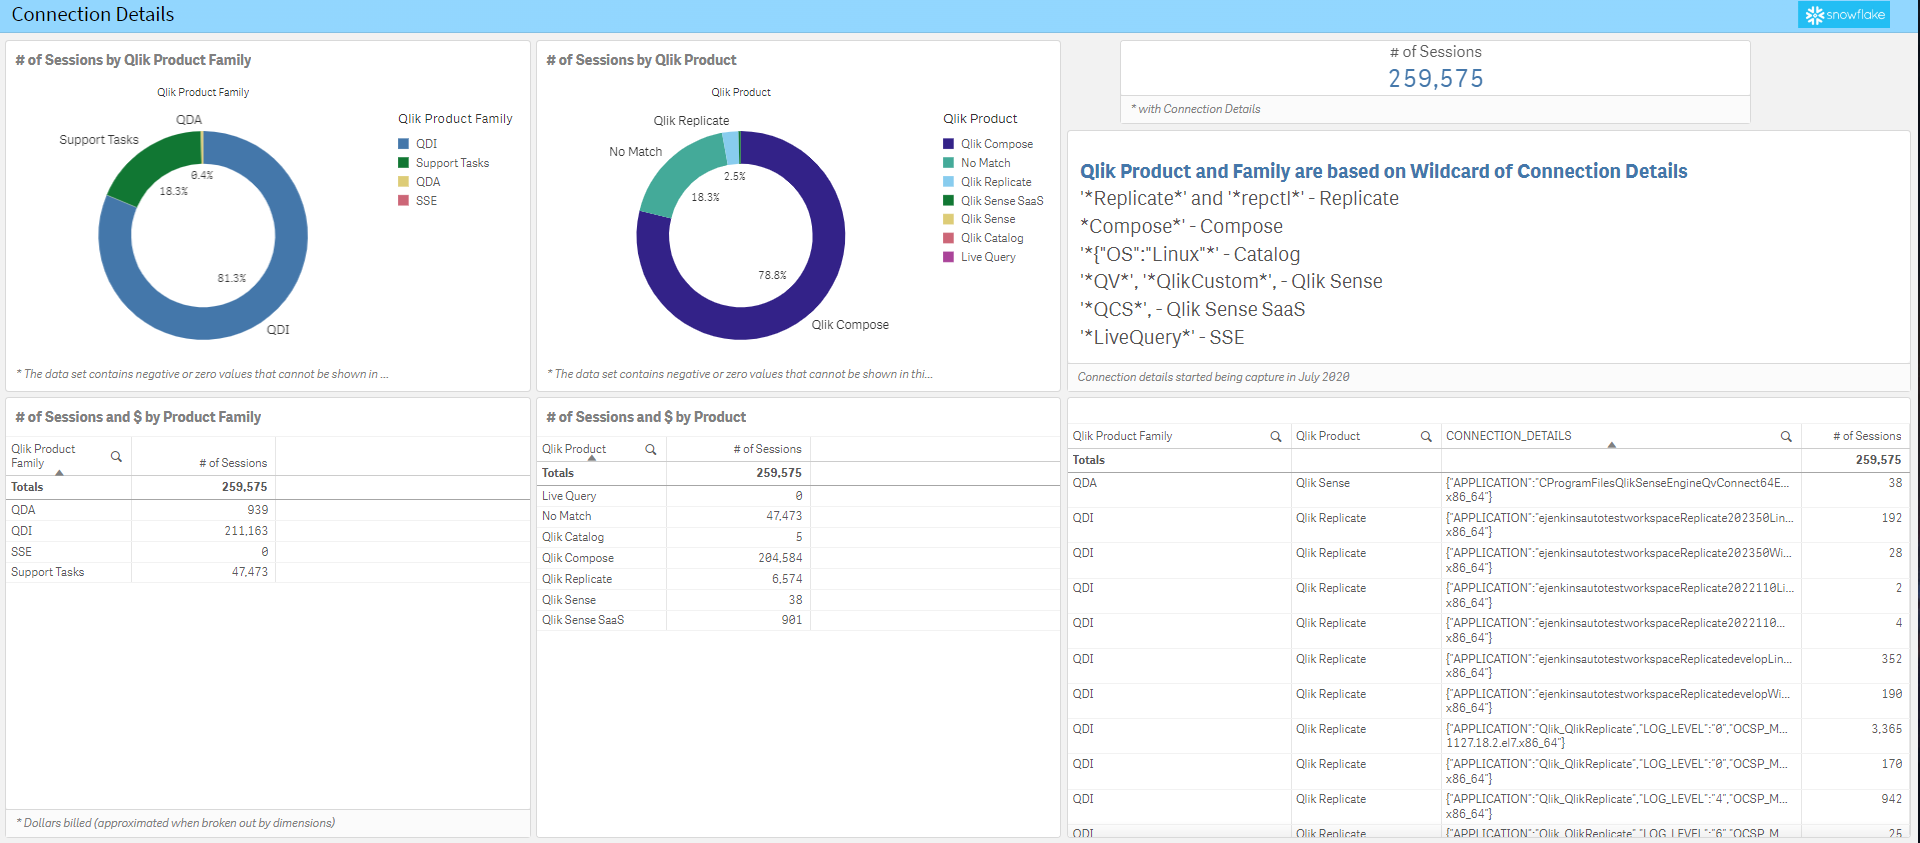 Connection Details
snowflake
# of Sessions by Qlik Product Family
Qlik Product Family
QDA
Support Tasks
0.4%
18.3%
81.3%
QDI
Qlik Product Family
QDI
Support Tasks
QDA
SSE
* The data set contains negative or zero values that cannot be shown in ...
# of Sessions by Qlik Product
Qlik Product
Qlik Replicate
No Match
2.5%
18.3%
78.8%
Qlik Compose
Qlik Product
Qlik Compose
No Match
Qlik Replicate
Qlik Sense SaaS
Qlik Sense
Qlik Catalog
Live Query
* The data set contains negative or zero values that cannot be shown in thi...
# of Sessions
259,575
* with Connection Details
Qlik Product and Family are based on Wildcard of Connection Details
'*Replicate*' and '*repctl*' - Replicate
*Compose*' - Compose
'*{"OS":"Linux"*' - Catalog
'*QV*', '*QlikCustom*', - Qlik Sense
'*QCS*', - Qlik Sense SaaS
'*LiveQuery*' - SSE
Connection details started being capture in July 2020
# of Sessions and $ by Product Family
Qlik Product
Family
# of Sessions
Totals 259,575
QDA 939
QDI 211,163
SSE 0
Support Tasks 47,473
* Dollars billed (approximated when broken out by dimensions)
# of Sessions and $ by Product
Qlik Product # of Sessions
Totals 259,575
Live Query 0
No Match 47,473
Qlik Catalog 5
Qlik Compose 204,584
Qlik Replicate 6,574
Qlik Sense 38
Qlik Sense SaaS 901
Qlik Product Family Qlik Product CONNECTION_DETAILS # of Sessions
Totals 259,575
QDA Qlik Sense {"APPLICATION":"CProgramFilesQlikSenseEngineQvConnect64E... 38
x86_64"}
QDI Qlik Replicate {"APPLICATION":"ejenkinsautotestworkspaceReplicate202350Lin... 192
x86_64"}
QDI Qlik Replicate {"APPLICATION":"ejenkinsautotestworkspaceReplicate202350Wi... 28
x86_64"}
QDI Qlik Replicate {"APPLICATION":"ejenkinsautotestworkspaceReplicate2022110Li... 2
x86_64"}
QDI Qlik Replicate {"APPLICATION":"ejenkinsautotestworkspaceReplicate2022110... 4
x86_64"}
QDI Qlik Replicate {"APPLICATION":"ejenkinsautotestworkspaceReplicatedevelopLin... 352
x86_64"}
QDI Qlik Replicate {"APPLICATION":"ejenkinsautotestworkspaceReplicatedevelopWi... 190
x86_64"}
QDI Qlik Replicate {"APPLICATION":"Qlik_QlikReplicate","LOG_LEVEL":"0","OCSP_M... 3,365
1127.18.2.el7.x86_64"}
QDI Qlik Replicate {"APPLICATION":"Qlik_QlikReplicate","LOG_LEVEL":"0","OCSP_M... 170
x86_64"}
QDI Qlik Replicate {"APPLICATION":"Qlik_QlikReplicate","LOG_LEVEL":"4","OCSP_M... 942
x86_64"}
QDI Qlik Replicate {"APPLICATION":"Qlik_QlikReplicate","LOG_LEVEL":"6","OCSP_M 25